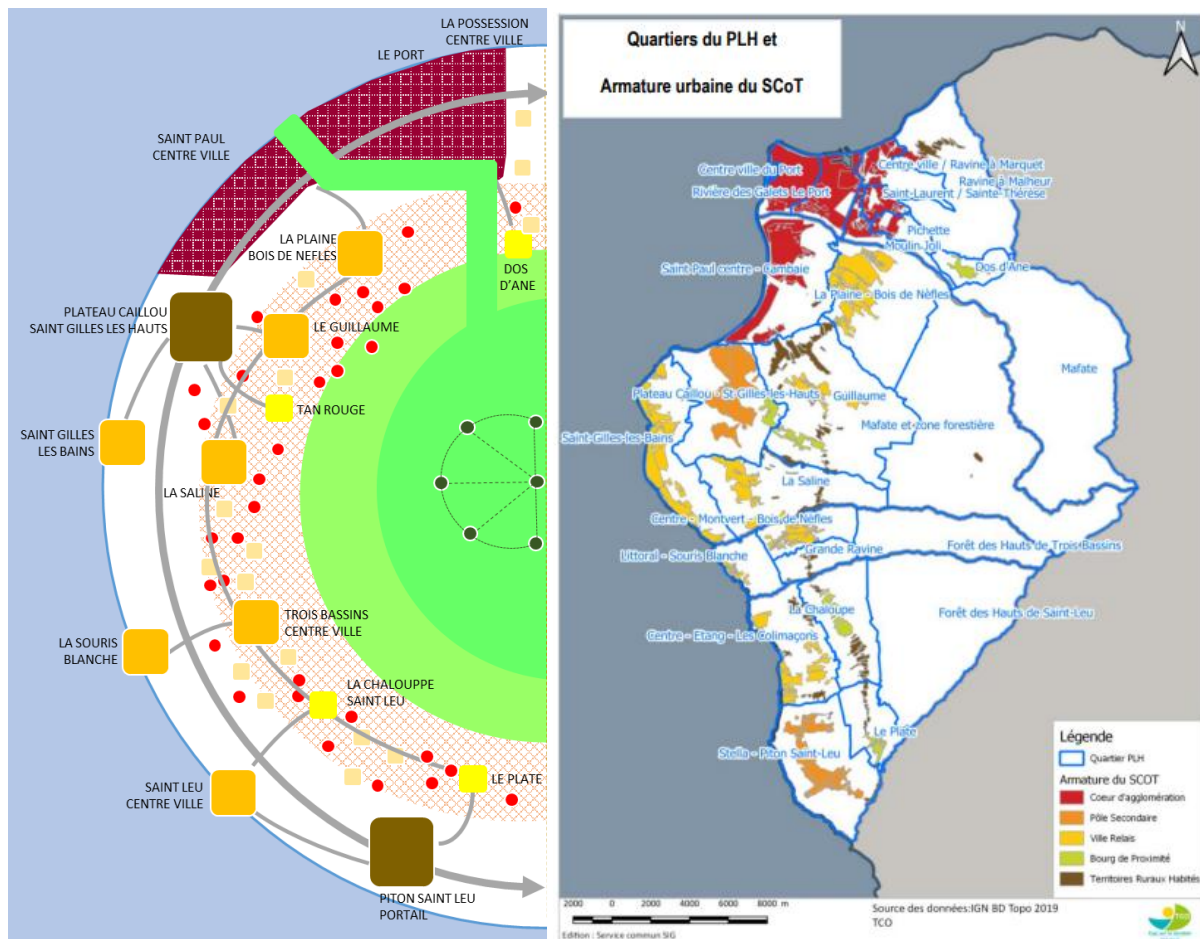 LA POSSESSION
CENTRE VILLE
LE PORT
SAINT PAUL
CENTRE VILLE
LA PLAINE
BOIS DE NEFLES
DOS
D'ANE
PLATEAU CAILLOU
SAINT GILLES LES HAUTS
LE GUILLAUME
TAN ROUGE
SAINT GILLES
LES BAINS
LA SALINE
TROIS BASSINS
CENTRE VILLE
LA SOURIS
BLANCHE
LA CHALOUPPE
SAINT LEU
LE PLATE
SAINT LEU
CENTRE VILLE
PITON SAINT LEU
PORTAIL
Quartiers du PLH et
Armature urbaine du SCoT
N
Centre ville du Port
Centre ville / Ravine à Marquet
Ravine à Malheur
Rivière des Galets Le Port
Saint-Laurent / Sainte-Thérèse
Pichette
Moulin Joli
Saint Paul centre - Cambaie
Dos d'Ane
La Plaine - Bois de Nèfles
Mafate
Plateau Caillou - St Gilles-les-Hauts
Guillaume
Saint-Gilles-les-Bains
Mafate et zone forestière
La Saline
Centre - Montvert - Bois de Nèfles
Littoral - Souris Blanche
Grande Ravine
Forêt des Hauts de Trois Bassins
La Chaloupe
Forêt des Hauts de Saint-Leu
Centre - Etang - Les Colimaçons
Le Plate
Stella - Piton Saint-Leu
Légende
Quartier PLH
Armature du SCOT
Coeur d'agglomération
Pôle Secondaire
Ville Relais
Bourg de Proximité
Territoires Ruraux Habités
2000 0 2000 4000 6000 8000 m
Source des données:IGN BD Topo 2019
TCO
Edition : Service commun SIG
TCO